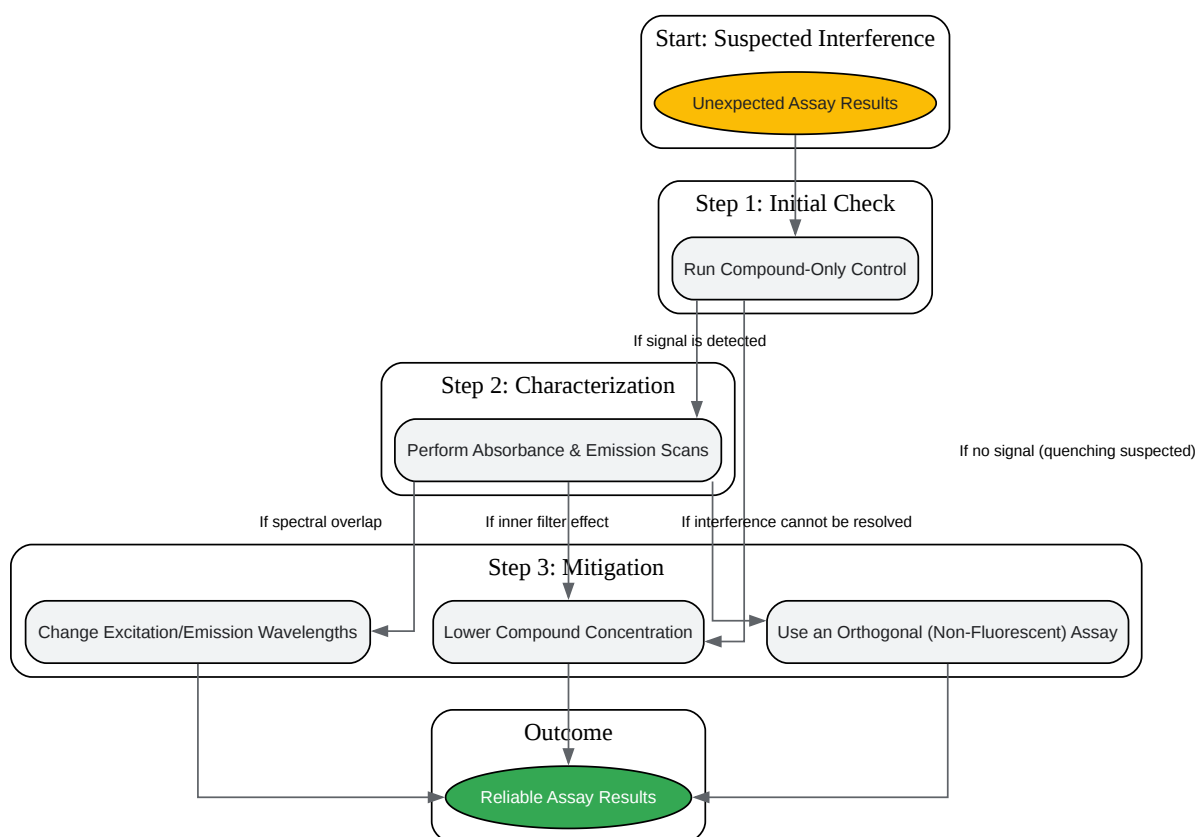 Start: Suspected Interference
Unexpected Assay Results
Step 1: Initial Check
Run Compound-Only Control
If signal is detected
Step 2: Characterization
Perform Absorbance & Emission Scans
If no signal (quenching suspected)
If spectral overlap
If inner filter effect
If interference cannot be resolved
Step 3: Mitigation
Change Excitation/Emission Wavelengths
Lower Compound Concentration
Use an Orthogonal (Non-Fluorescent) Assay
Outcome
Reliable Assay Results